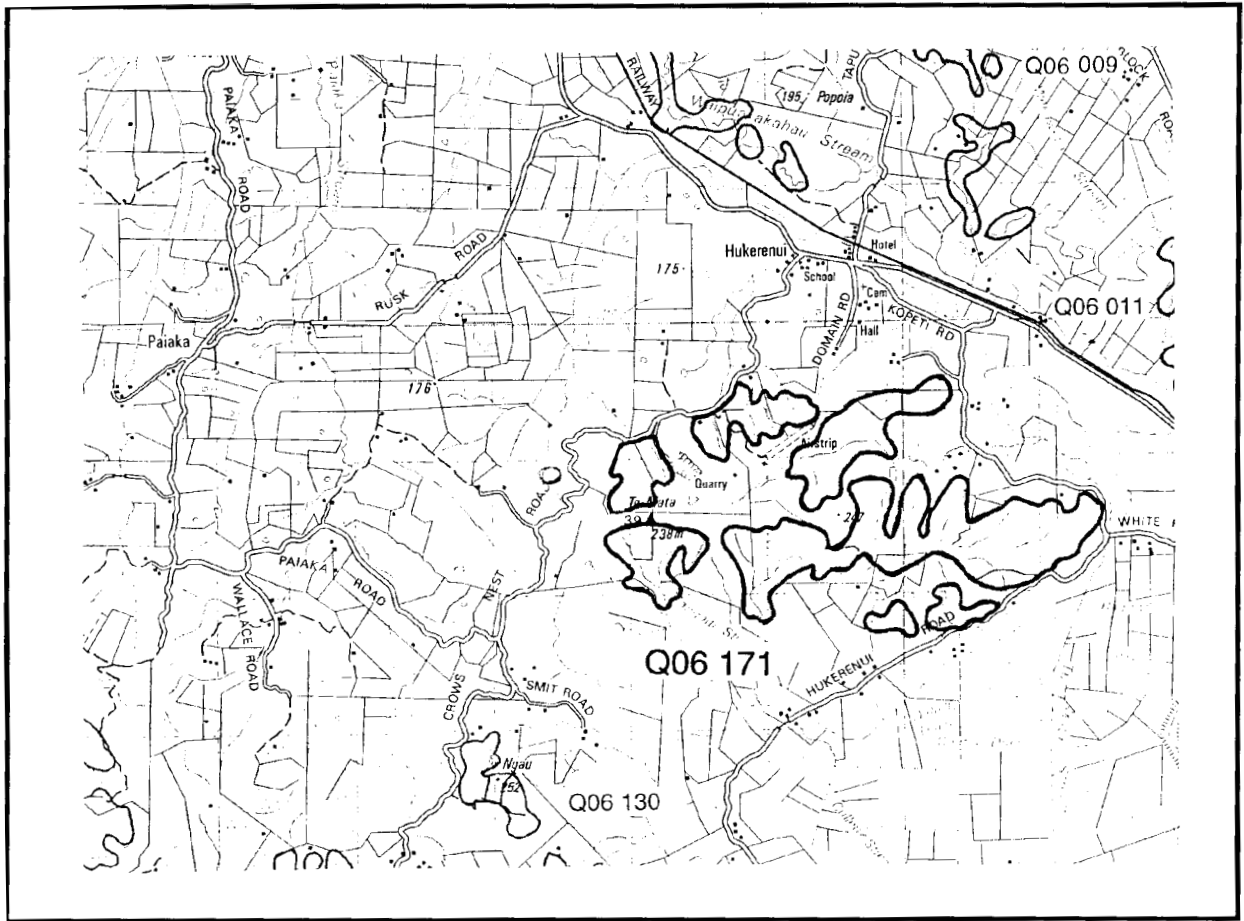 Q06 009
RAILWAY
TAPU
195
Popoia
PAIAKA
ROAD
Stream
ROAD
RUSK
175
Hukerenui
School
Hotel
Cem
Hall
DOMAIN RD
KOPETI RD
Q06 011
Paiaka
176
Airstrip
Quarry
ROAD
Te Mata
39
238m
247
WHITE
PAIAKA
ROAD
NEST
WALLACE ROAD
ROAD
Q06 171
HUKERENUI
CROWS
SMIT ROAD
Ngau
252
Q06 130